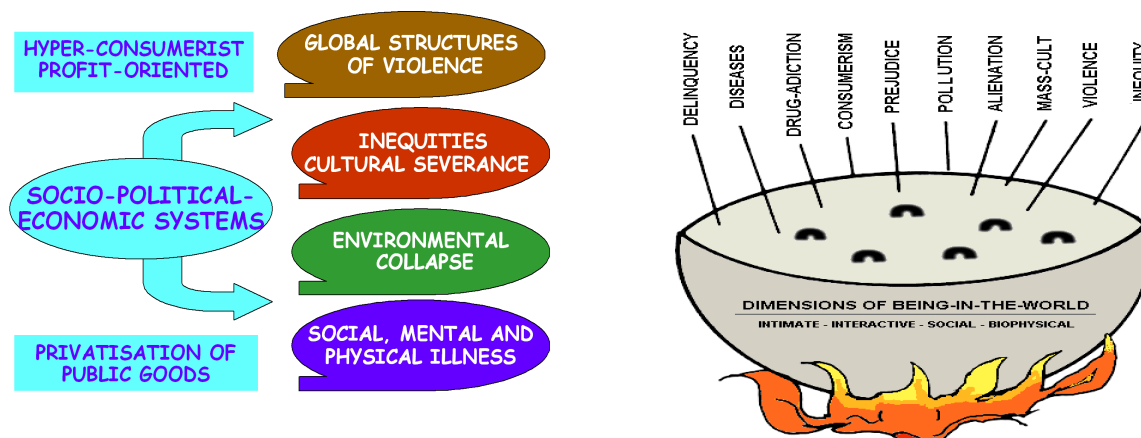 HYPER-CONSUMERIST
PROFIT-ORIENTED
GLOBAL STRUCTURES
OF VIOLENCE
INEQUITIES
CULTURAL SEVERANCE
SOCIO-POLITICAL-
ECONOMIC SYSTEMS
ENVIRONMENTAL
COLLAPSE
SOCIAL, MENTAL AND
PHYSICAL ILLNESS
PRIVATISATION OF
PUBLIC GOODS
DELINQUENCY
DISEASES
DRUG-ADICTION
CONSUMERISM
PREJUDICE
POLLUTION
ALIENATION
MASS-CULT
VIOLENCE
INEQUITY
DIMENSIONS OF BEING-IN-THE-WORLD
INTIMATE - INTERACTIVE - SOCIAL - BIOPHYSICAL